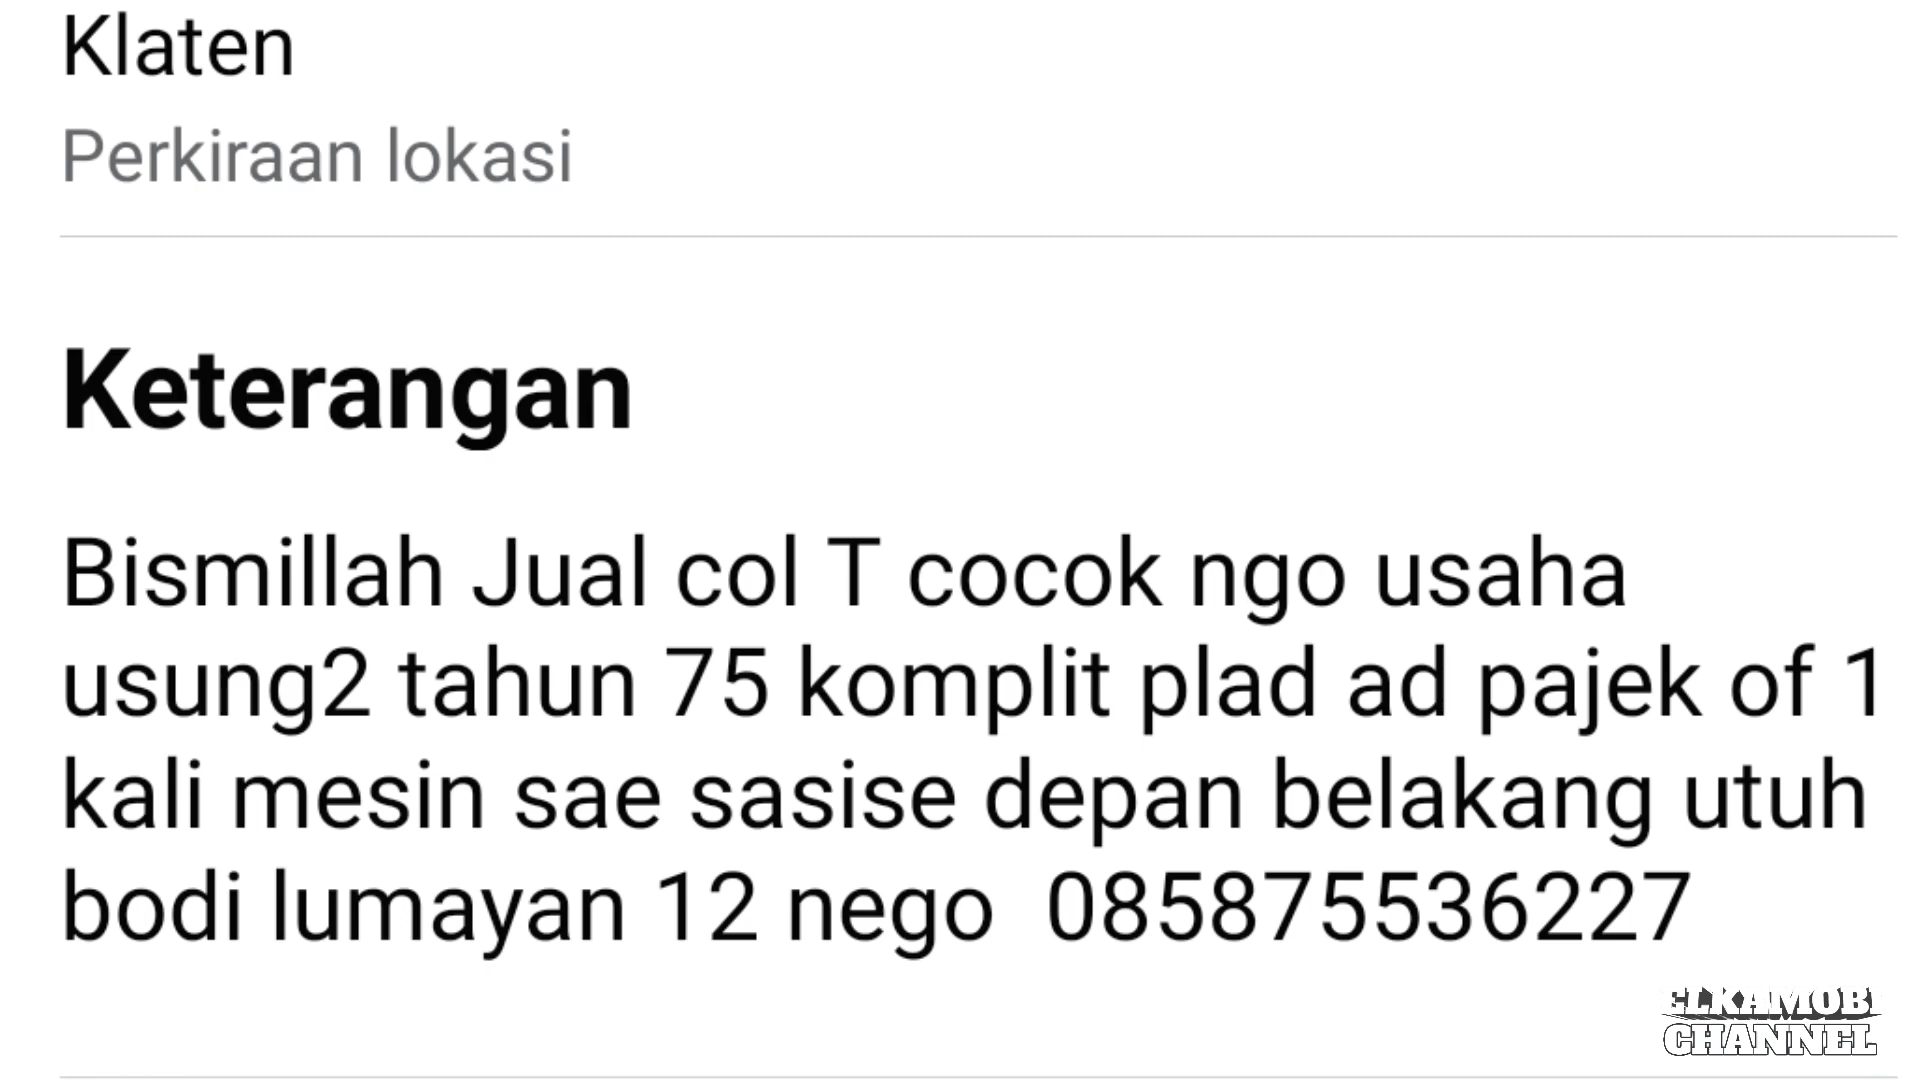 Klaten
Perkiraan lokasi
Keterangan
Bismillah Jual col T cocok ngo usaha
usung2 tahun 75 komplit plad ad pajek of 1
kali mesin sae sasise depan belakang utuh
bodi lumayan 12 nego  085875536227
ELKAMOBI
CHANNEL